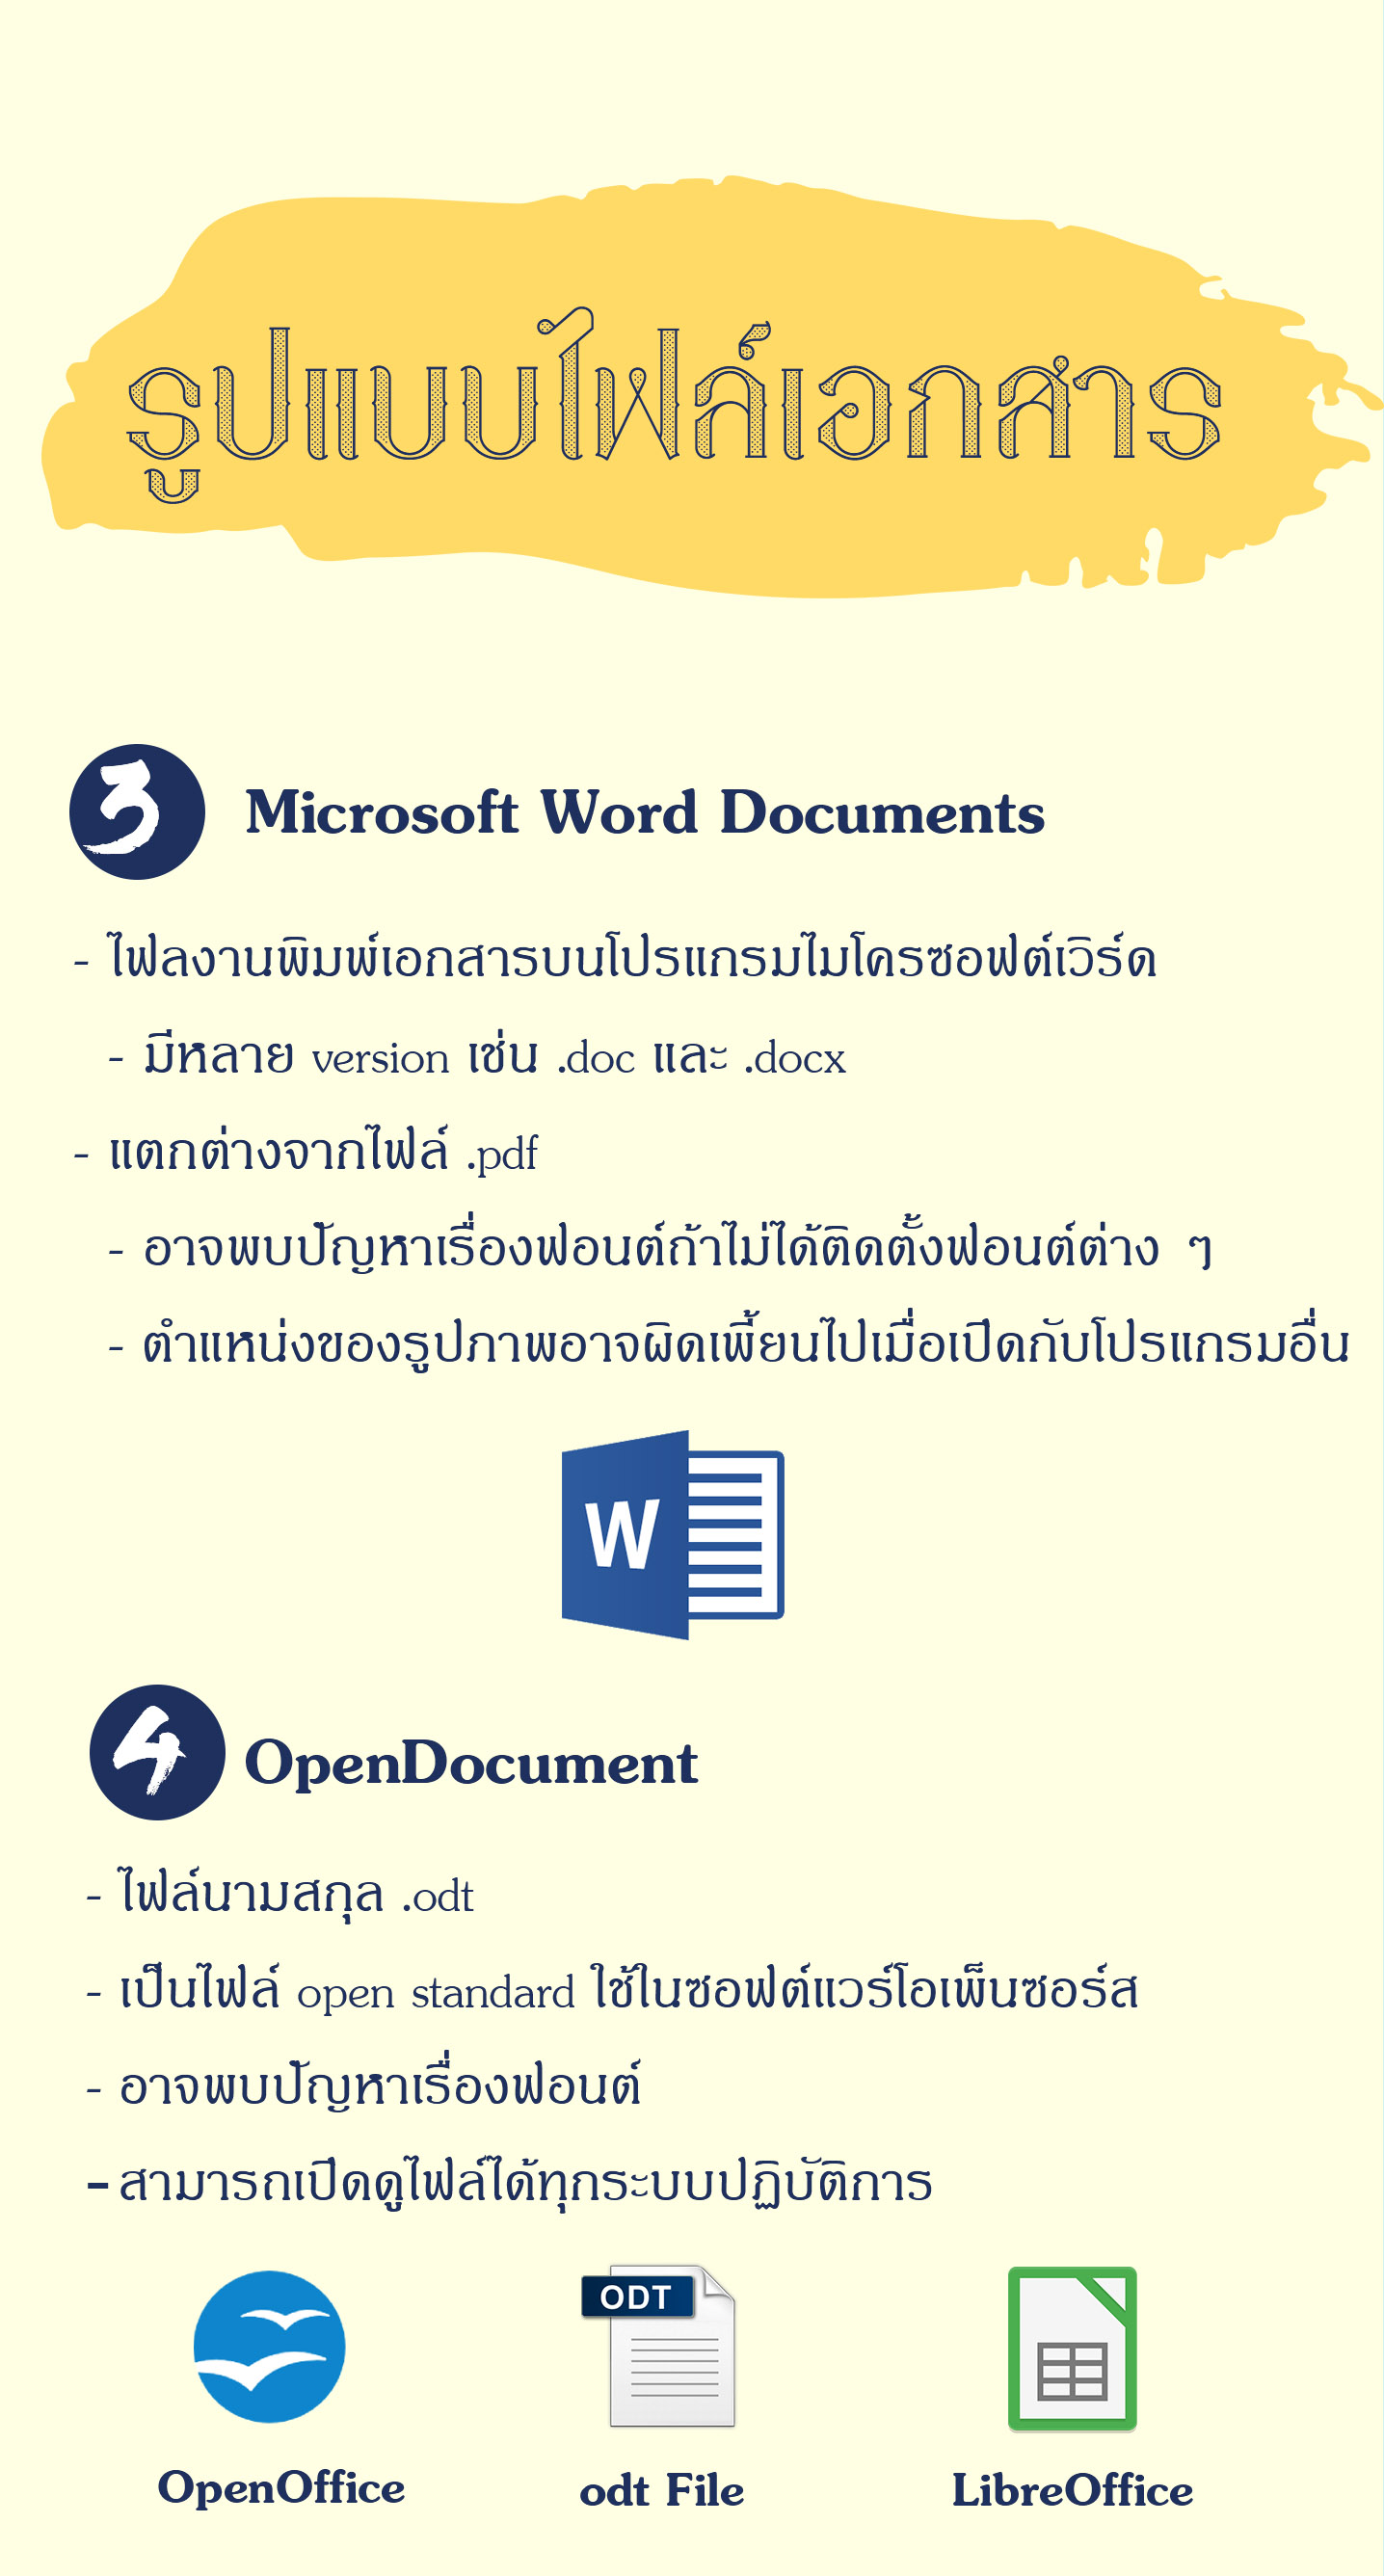 รูปแบบไฟล์เอกสาร
3
Microsoft Word Documents
- ไฟลงานพิมพ์เอกสารบนโปรแกรมไมโครซอฟต์เวิร์ด
- มีหลาย version เช่น .doc และ .docx
- แตกต่างจากไฟล์ .pdf
- อาจพบปัญหาเรื่องฟอนต์ถ้าไม่ได้ติดตั้งฟอนต์ต่าง ๆ
- ตำแหน่งของรูปภาพอาจผิดเพี้ยนไปเมื่อเปิดกับโปรแกรมอื่น
W
4
OpenDocument
- ไฟล์นามสกุล .odt
- เป็นไฟล์ open standard ใช้ในซอฟต์แวร์โอเพ็นซอร์ส
- อาจพบปัญหาเรื่องฟอนต์
- สามารถเปิดดูไฟล์ได้ทุกระบบปฏิบัติการ
ODT
OpenOffice
odt File
LibreOffice